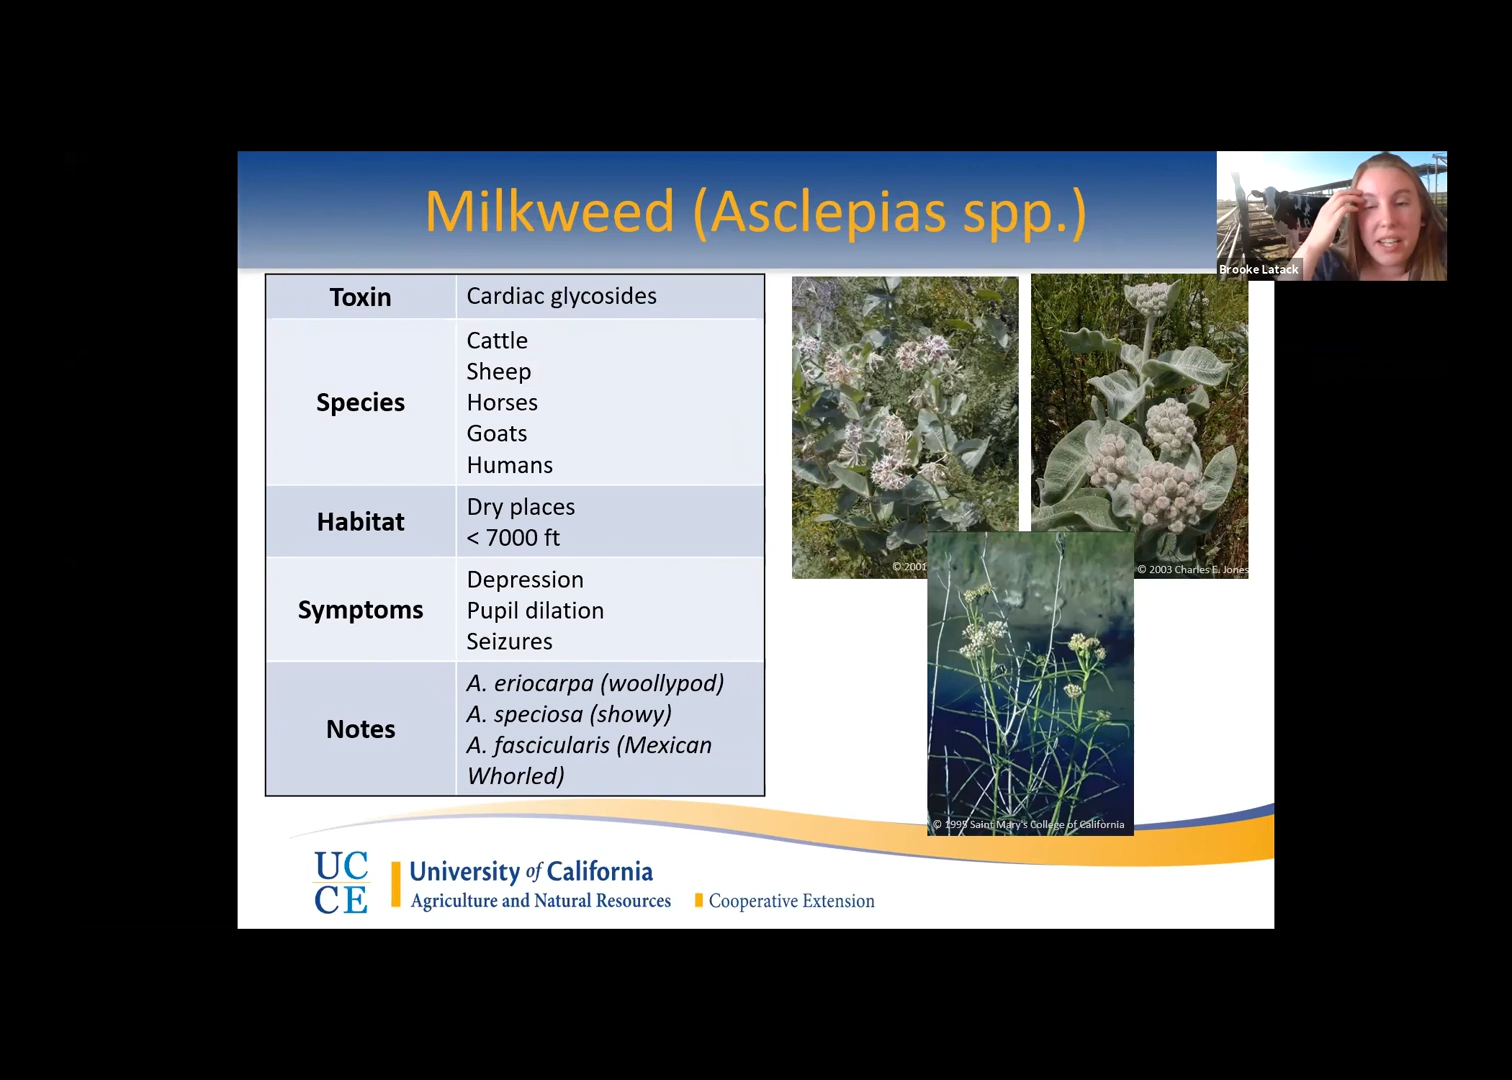 Milkweed (Asclepias spp.)
Brooke Latack
Toxin
Cardiac glycosides
Species
Cattle
Sheep
Horses
Goats
Humans
Habitat
Dry places
< 7000 ft
Symptoms
Depression
Pupil dilation
Seizures
Notes
A. eriocarpa (woollypod)
A. speciosa (showy)
A. fascicularis (Mexican
Whorled)
© 2001
© 2003 Charles E. Jones
© 1995 Saint Mary's College of California
UC
CE
University of California
Agriculture and Natural Resources
Cooperative Extension